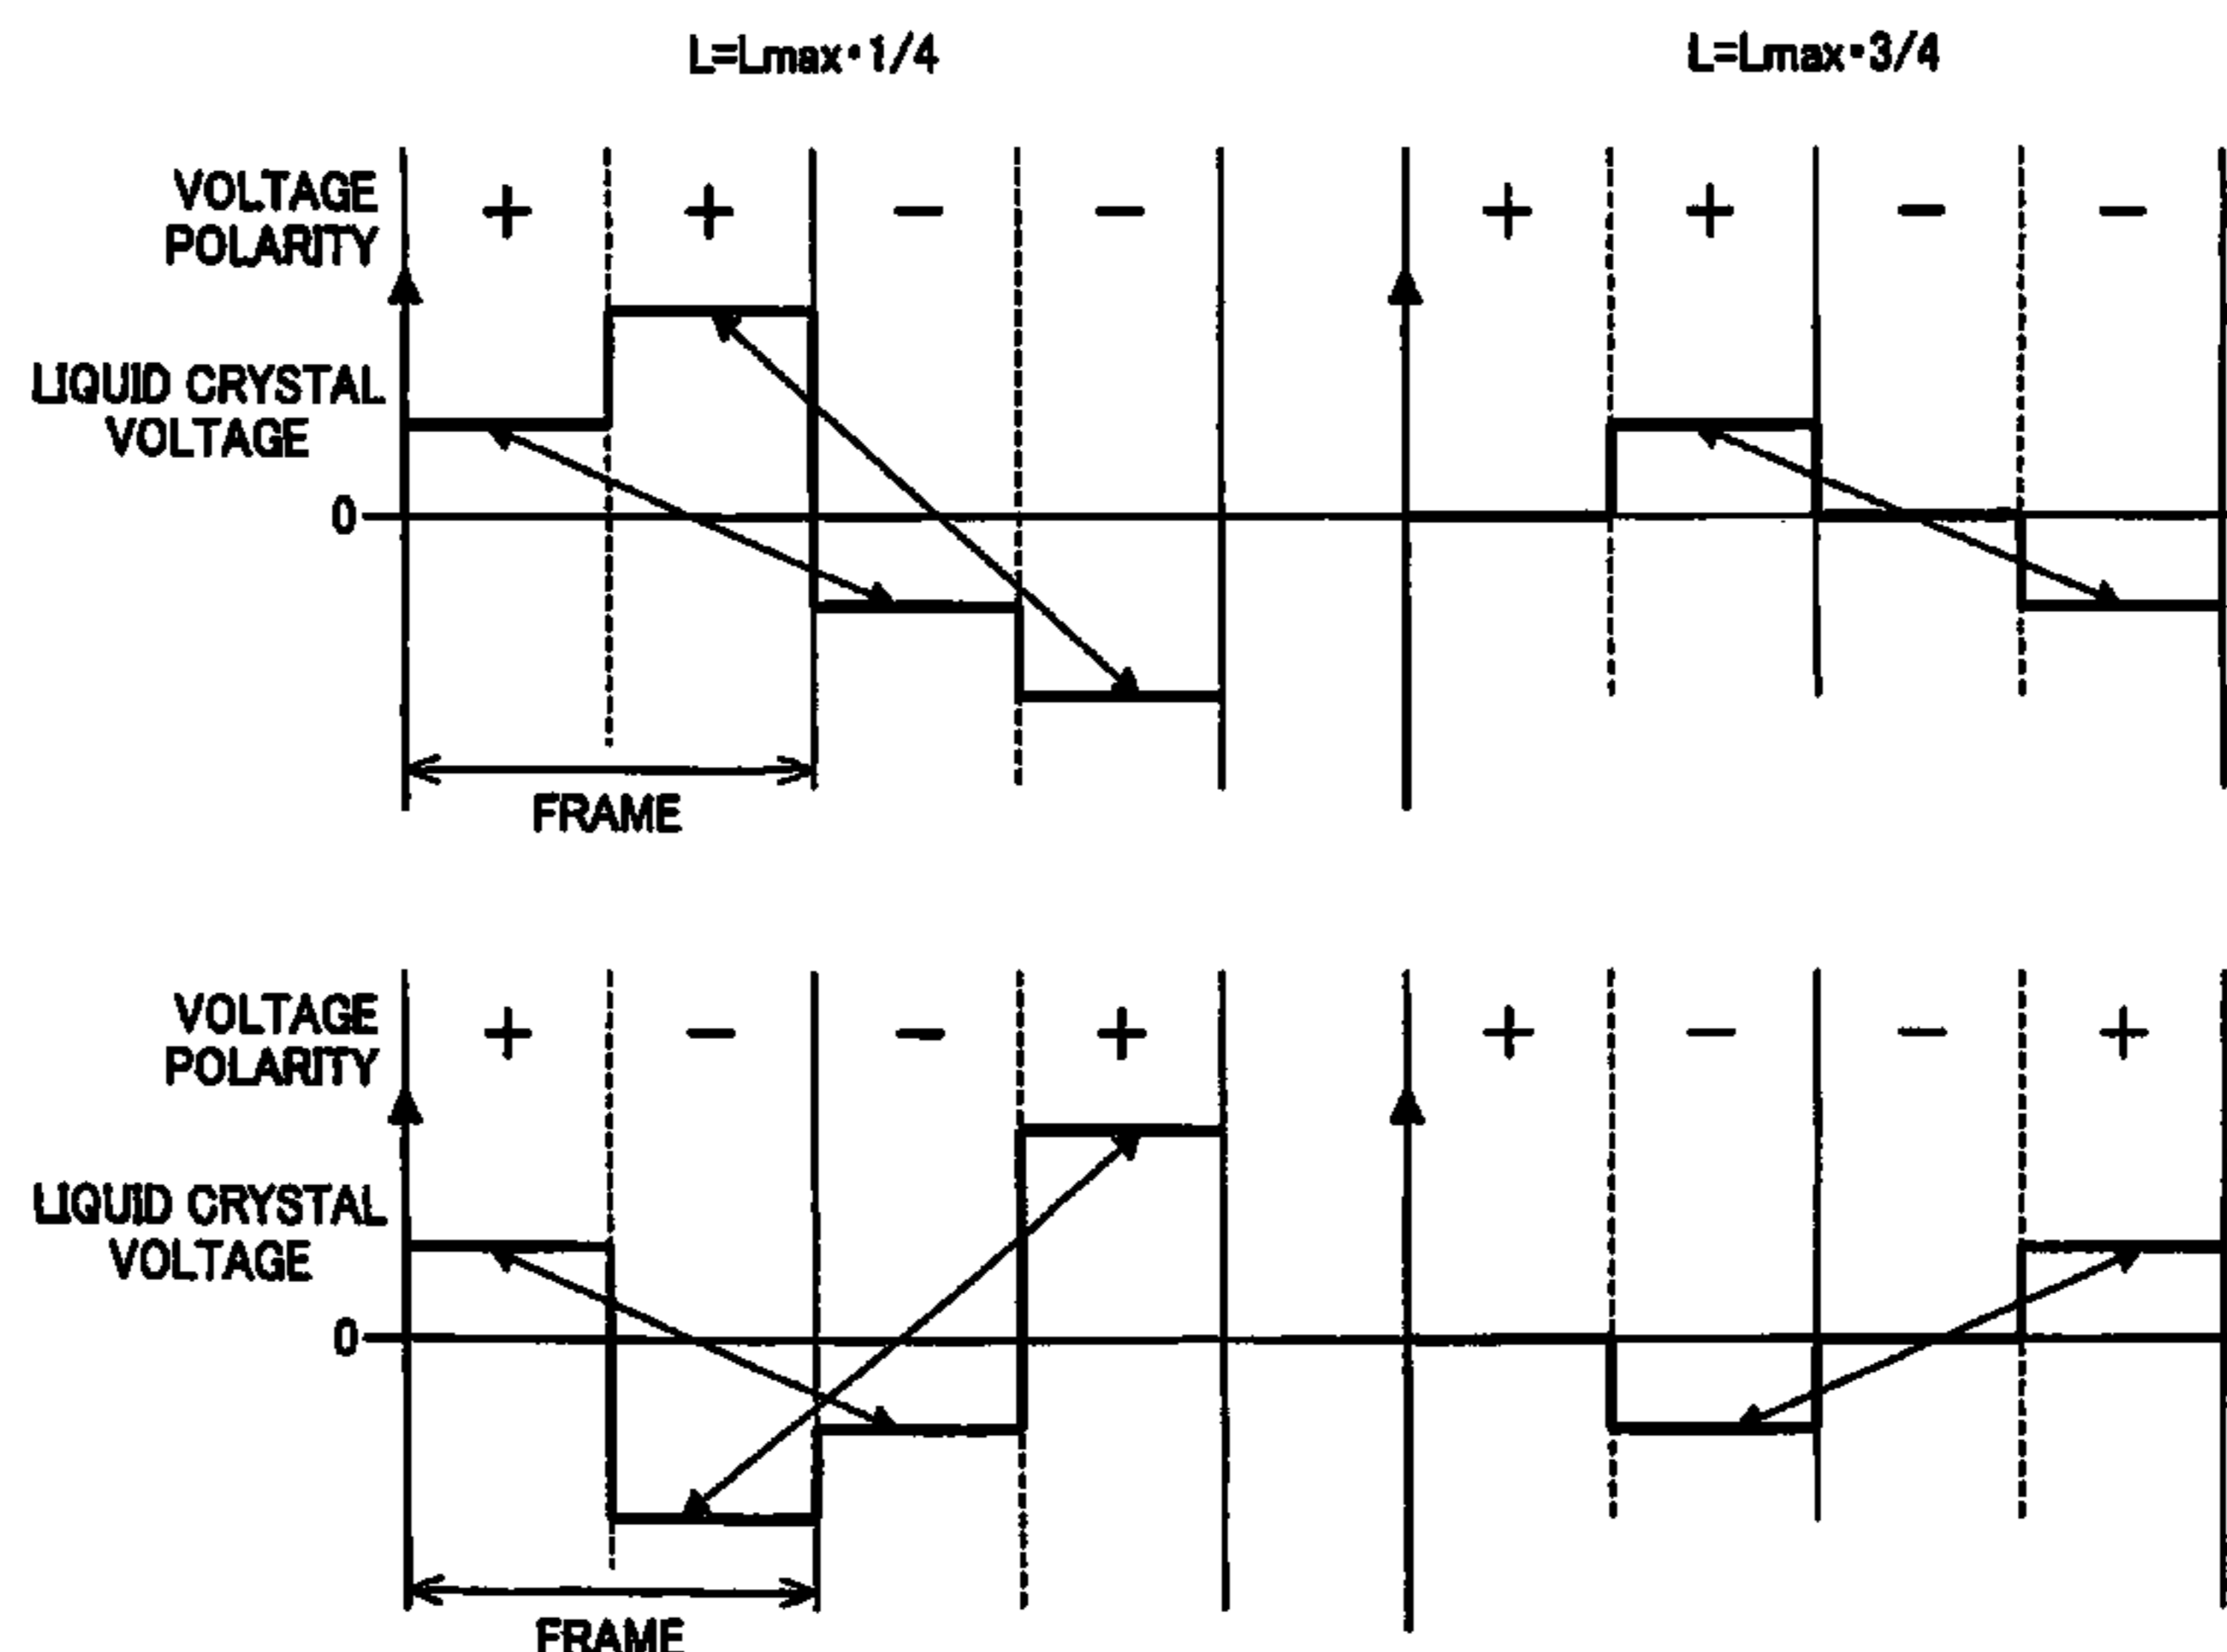 L=Lmax・1/4
L=Lmax・3/4
VOLTAGE
POLARITY
+ + − −
+ + − −
LIQUID CRYSTAL
VOLTAGE
0
FRAME
VOLTAGE
POLARITY
+ − − +
+ − − +
LIQUID CRYSTAL
VOLTAGE
0
FRAME